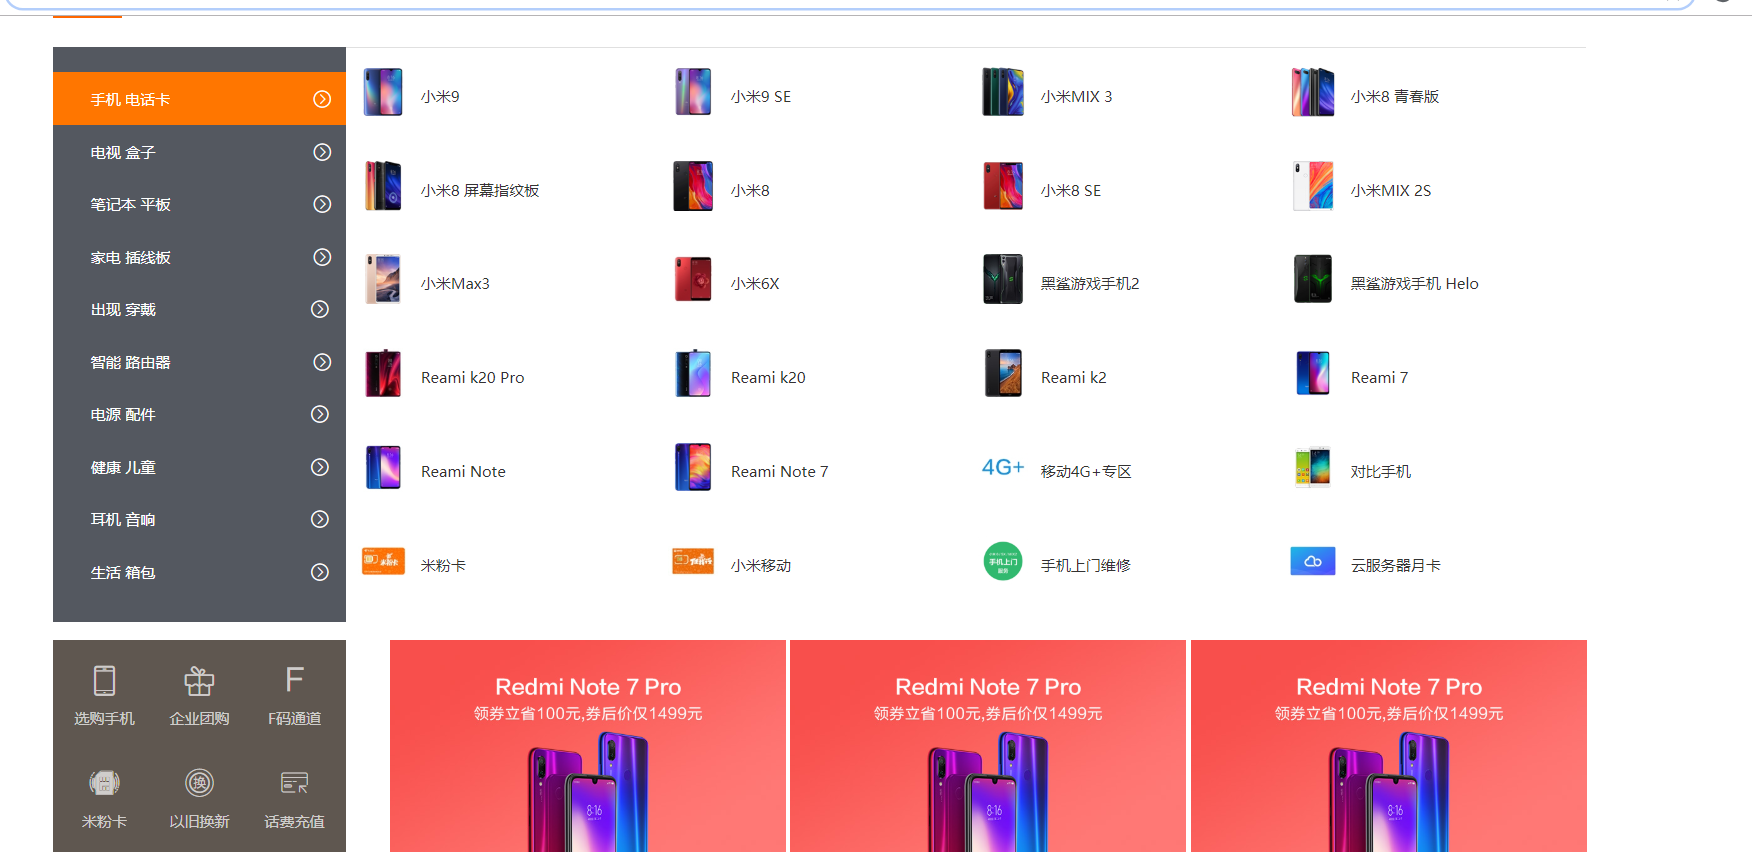 手机 电话卡
电视 盒子
笔记本 平板
家电 插线板
出现 穿戴
智能 路由器
电源 配件
健康 儿童
耳机 音响
生活 箱包
小米9
小米9 SE
小米MIX 3
小米8 青春版
小米8 屏幕指纹板
小米8
小米8 SE
小米MIX 2S
小米Max3
小米6X
黑鲨游戏手机2
黑鲨游戏手机 Helo
Reami k20 Pro
Reami k20
Reami k2
Reami 7
Reami Note
Reami Note 7
4G+
移动4G+专区
对比手机
米粉卡
小米移动
手机上门
手机上门维修
云服务器月卡
F
选购手机
企业团购
F码通道
换
米粉卡
以旧换新
话费充值
Redmi Note 7 Pro
领券立省100元,券后价仅1499元
8:16
Redmi Note 7 Pro
领券立省100元,券后价仅1499元
8:16
Redmi Note 7 Pro
领券立省100元,券后价仅1499元
8:16